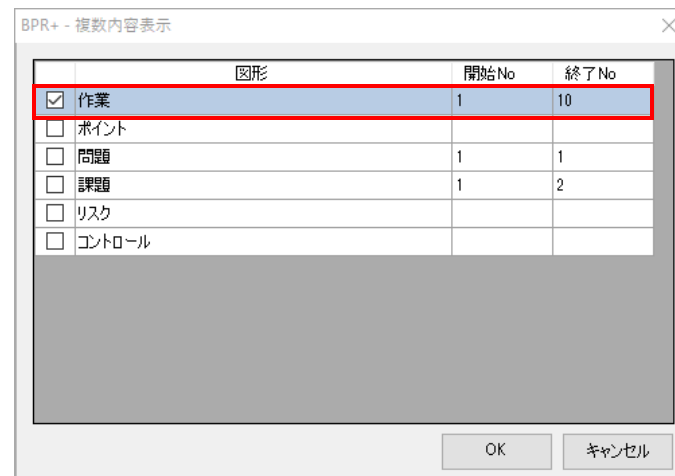 BPR+ - 複数内容表示
図形 開始No 終了No
作業 1 10
ポイント
問題 1 1
課題 1 2
リスク
コントロール
OK キャンセル